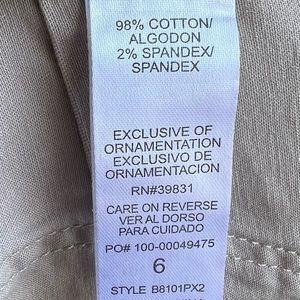 98% COTTON/
ALGODON
2% SPANDEX/
SPANDEX
EXCLUSIVE OF
ORNAMENTATION
EXCLUSIVO DE
ORNAMENTACION
RN#39831
CARE ON REVERSE
VER AL DORSO
PARA CUIDADO
PO# 100-00049475
6
STYLE B8101PX2